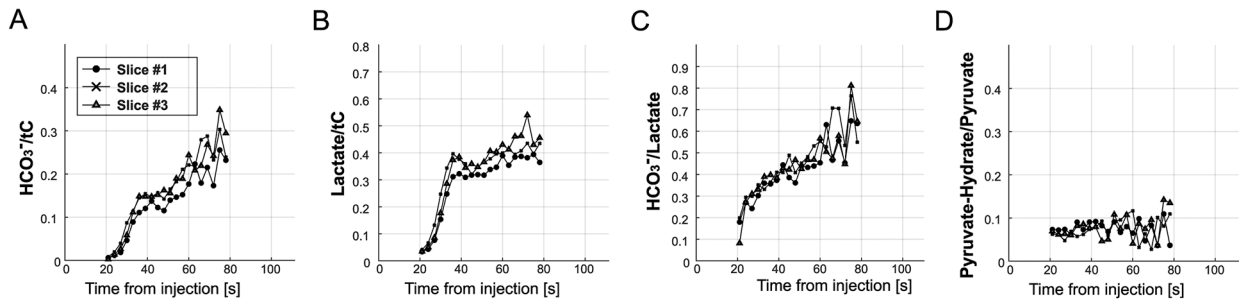 A
HCO₃⁻/tC
0.4
0.3
0.2
0.1
0
0 20 40 60 80 100
Time from injection [s]
Slice #1
Slice #2
Slice #3
B
Lactate/tC
0.8
0.7
0.6
0.5
0.4
0.3
0.2
0.1
0
0 20 40 60 80 100
Time from injection [s]
C
HCO₃⁻/Lactate
0.9
0.8
0.7
0.6
0.5
0.4
0.3
0.2
0.1
0
0 20 40 60 80 100
Time from injection [s]
D
Pyruvate-Hydrate/Pyruvate
0.4
0.3
0.2
0.1
0
0 20 40 60 80 100
Time from injection [s]